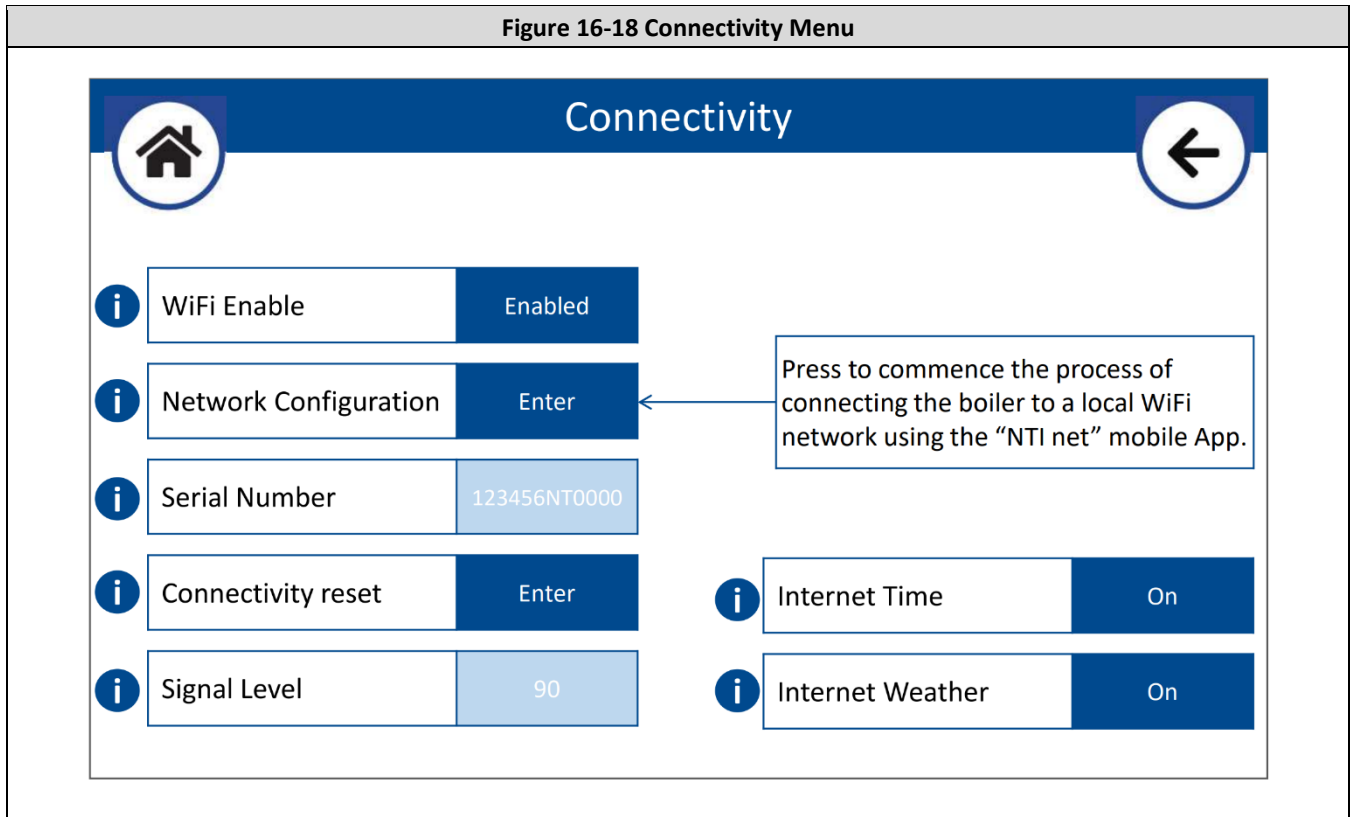 Figure 16-18 Connectivity Menu
Connectivity
i WiFi Enable Enabled
i Network Configuration Enter
Press to commence the process of
connecting the boiler to a local WiFi
network using the “NTI net” mobile App.
i Serial Number 123456NT0000
i Connectivity reset Enter
i Internet Time On
i Signal Level 90
i Internet Weather On